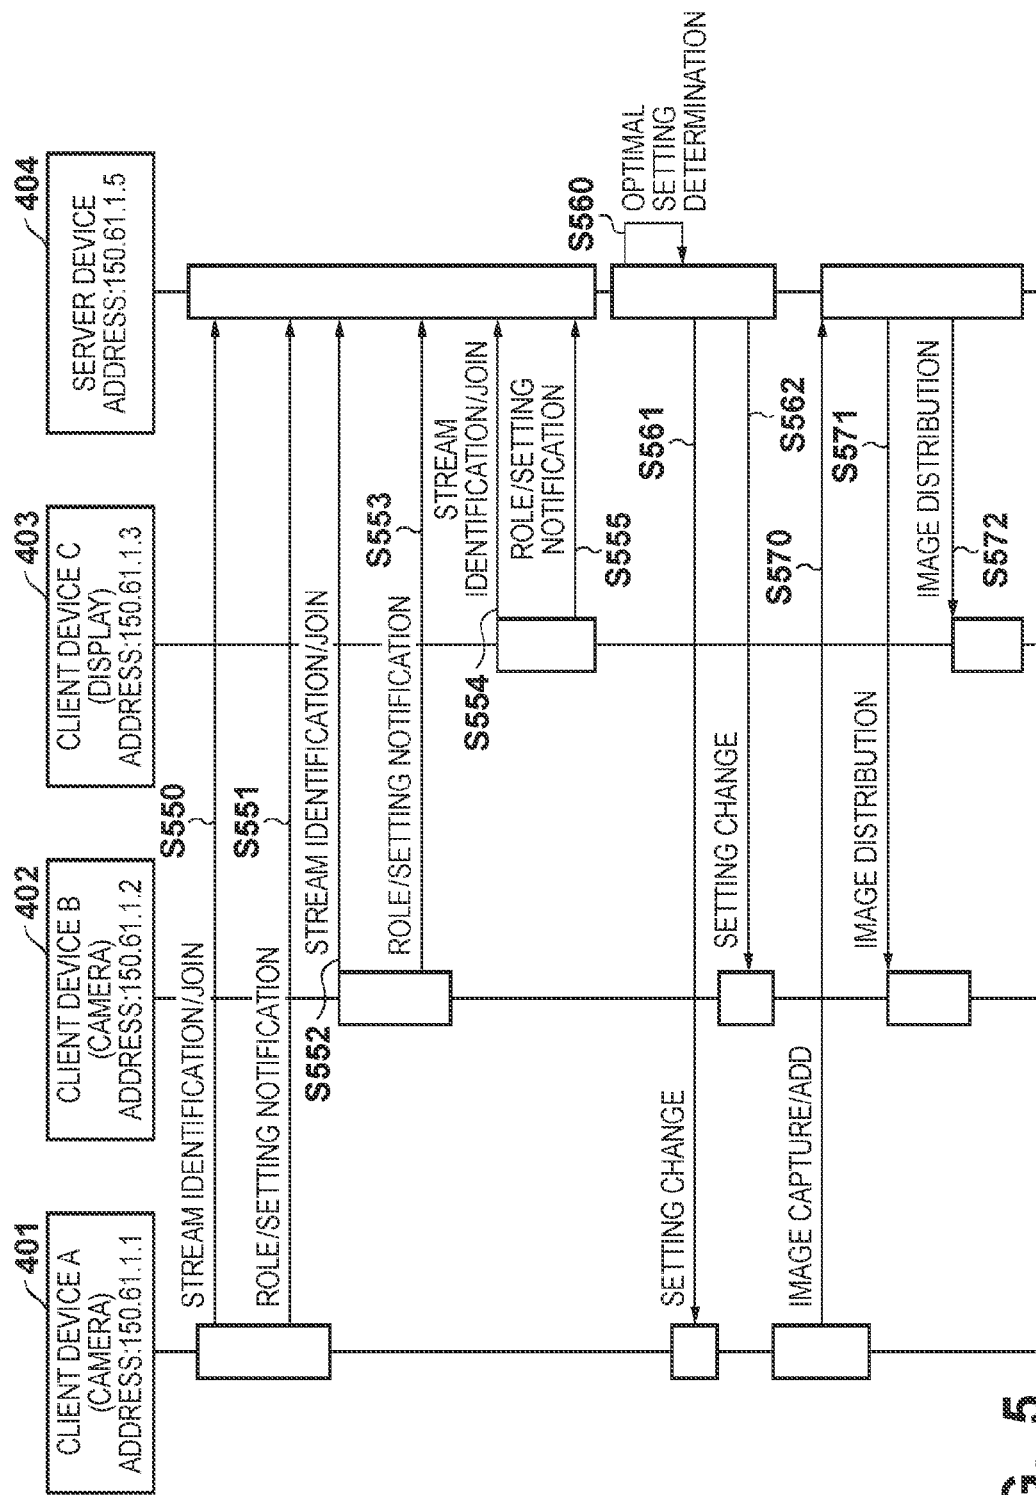 401
CLIENT DEVICE A
(CAMERA)
ADDRESS:150.61.1.1
402
CLIENT DEVICE B
(CAMERA)
ADDRESS:150.61.1.2
403
CLIENT DEVICE C
(DISPLAY)
ADDRESS:150.61.1.3
404
SERVER DEVICE
ADDRESS:150.61.1.5
STREAM IDENTIFICATION/JOIN
S550
ROLE/SETTING NOTIFICATION
S551
S552
STREAM IDENTIFICATION/JOIN
ROLE/SETTING NOTIFICATION
S553
S554
STREAM
IDENTIFICATION/JOIN
ROLE/SETTING
NOTIFICATION
S555
S560
OPTIMAL
SETTING
DETERMINATION
SETTING CHANGE
S561
SETTING CHANGE
S562
IMAGE CAPTURE/ADD
S570
IMAGE DISTRIBUTION
S571
IMAGE DISTRIBUTION
S572
G. 5